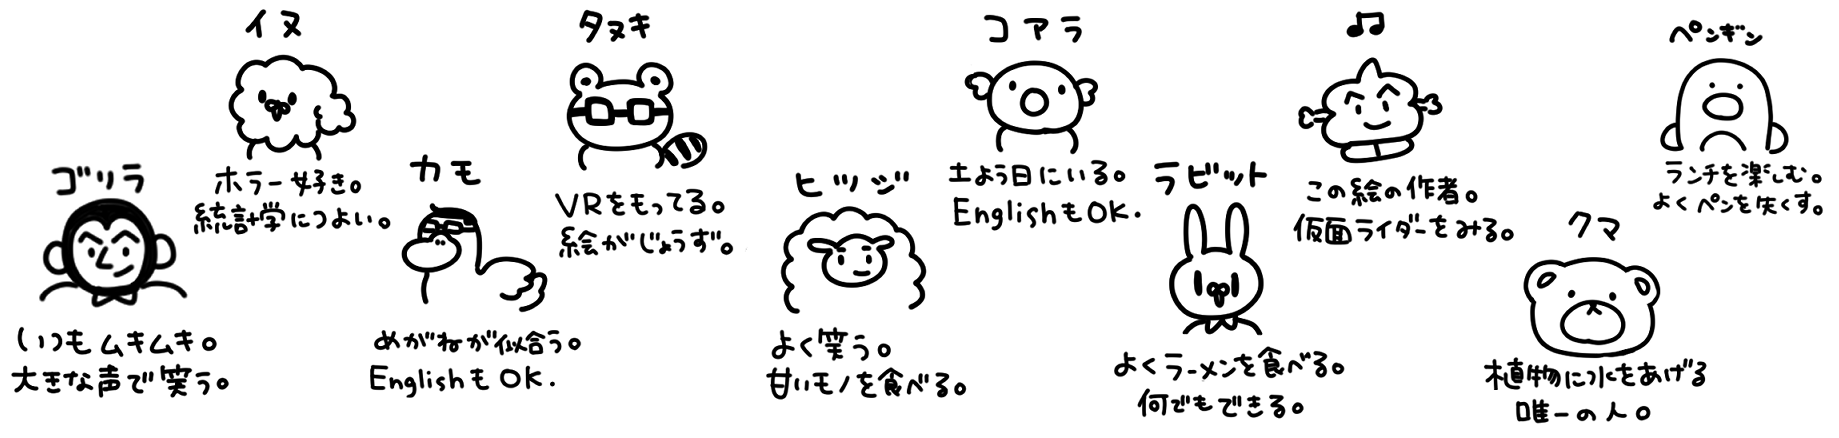 ゴリラ
いつもムキムキ。
大きな声で笑う。
イヌ
ホラー好き。
統計学につよい。
カモ
めがねが似合う。
EnglishもOK.
タヌキ
VRをもってる。
絵がじょうず。
ヒツジ
よく笑う。
甘いモノを食べる。
コアラ
土よう日にいる。
EnglishもOK.
ラビット
よくラーメンを食べる。
何でもできる。
♫
この絵の作者。
仮面ライダーをみる。
クマ
植物に水をあげる
唯一の人。
ペンギン
ランチを楽しむ。
よくペンを失くす。